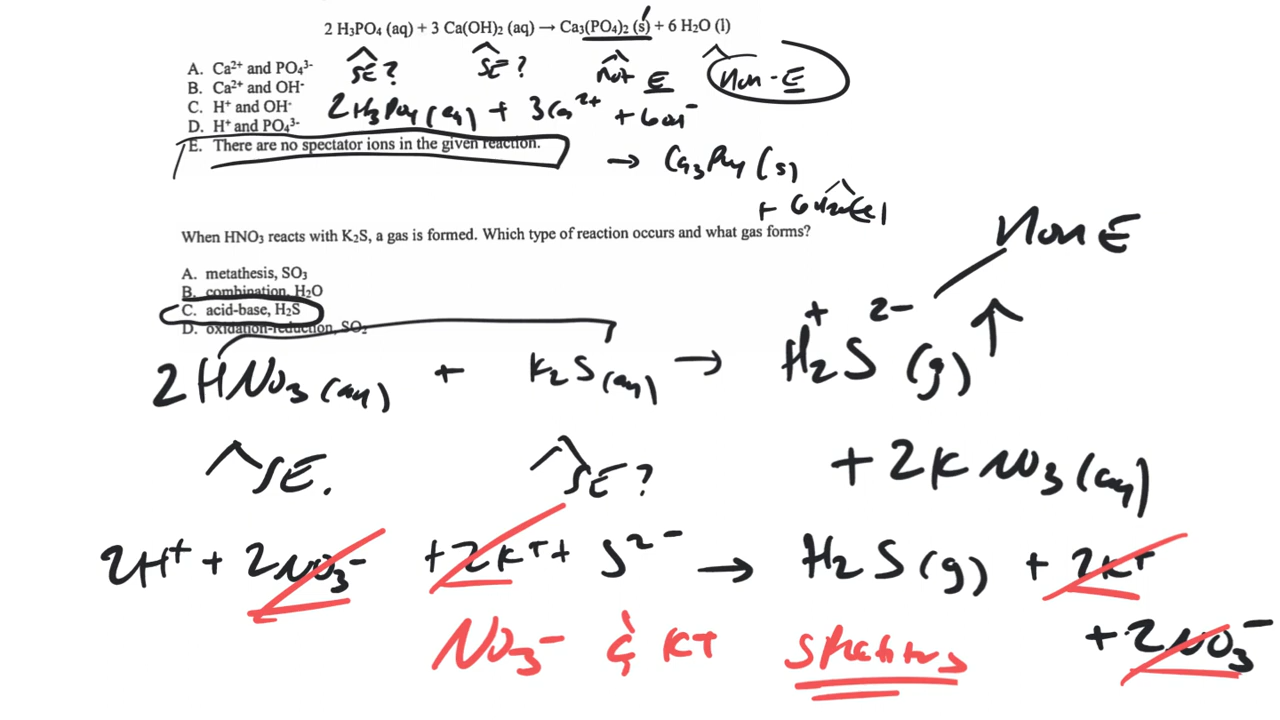 2 H₃PO₄ (aq) + 3 Ca(OH)₂ (aq) → Ca₃(PO₄)₂ (s) + 6 H₂O (l)
A. Ca²⁺ and PO₄³⁻
B. Ca²⁺ and OH⁻
C. H⁺ and OH⁻
D. H⁺ and PO₄³⁻
E. There are no spectator ions in the given reaction.
SE? SE? not E non-E
2H₃PO₄(aq) + 3Ca²⁺ + 6OH⁻
→ Ca₃PO₄(s)
+ 6H₂O(l)
When HNO₃ reacts with K₂S, a gas is formed. Which type of reaction occurs and what gas forms?
A. metathesis, SO₃
B. combination, H₂O
C. acid-base, H₂S
D. oxidation-reduction, SO₂
Non E
+ 2-
2HNO₃(aq) + K₂S(aq) → H₂S(g) ↑
SE. SE? + 2KNO₃(aq)
2H⁺ + 2NO₃⁻ + 2K⁺ + S²⁻ → H₂S(g) + 2K⁺
+ 2NO₃⁻
NO₃⁻ & K+ spectators